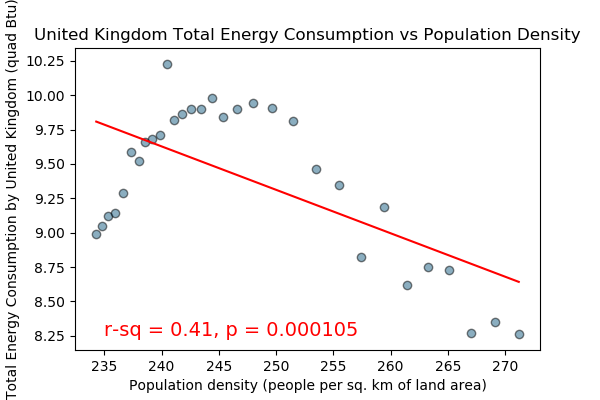 United Kingdom Total Energy Consumption vs Population Density
Total Energy Consumption by United Kingdom (quad Btu)
10.25
10.00
9.75
9.50
9.25
9.00
8.75
8.50
8.25
r-sq = 0.41, p = 0.000105
235 240 245 250 255 260 265 270
Population density (people per sq. km of land area)